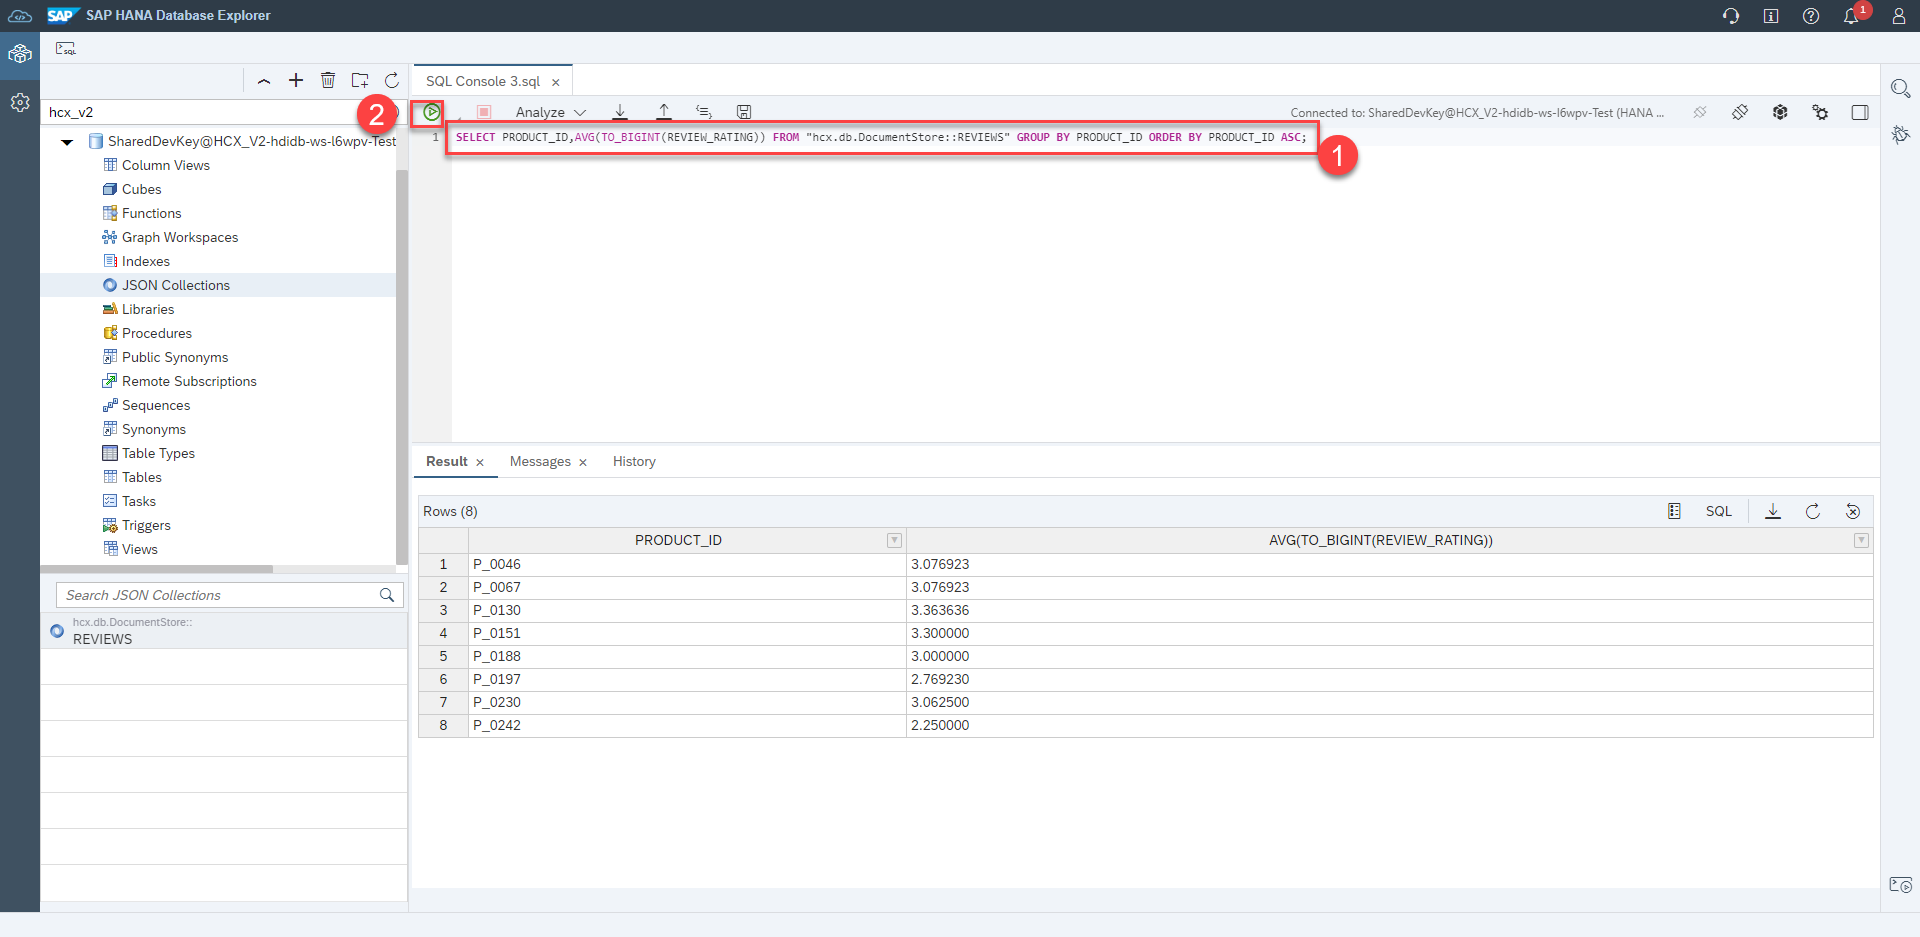 SAP SAP HANA Database Explorer
1
SQL
SQL Console 3.sql
hcx_v2
2
Analyze
Connected to: SharedDevKey@HCX_V2-hdidb-ws-l6wpv-Test (HANA ...
1 SELECT PRODUCT_ID,AVG(TO_BIGINT(REVIEW_RATING)) FROM "hcx.db.DocumentStore::REVIEWS" GROUP BY PRODUCT_ID ORDER BY PRODUCT_ID ASC;
1
SharedDevKey@HCX_V2-hdidb-ws-l6wpv-Test
Column Views
Cubes
Functions
Graph Workspaces
Indexes
JSON Collections
Libraries
Procedures
Public Synonyms
Remote Subscriptions
Sequences
Synonyms
Table Types
Tables
Tasks
Triggers
Views
Search JSON Collections
hcx.db.DocumentStore::
REVIEWS
Result Messages History
Rows (8) SQL
PRODUCT_ID AVG(TO_BIGINT(REVIEW_RATING))
1 P_0046 3.076923
2 P_0067 3.076923
3 P_0130 3.363636
4 P_0151 3.300000
5 P_0188 3.000000
6 P_0197 2.769230
7 P_0230 3.062500
8 P_0242 2.250000